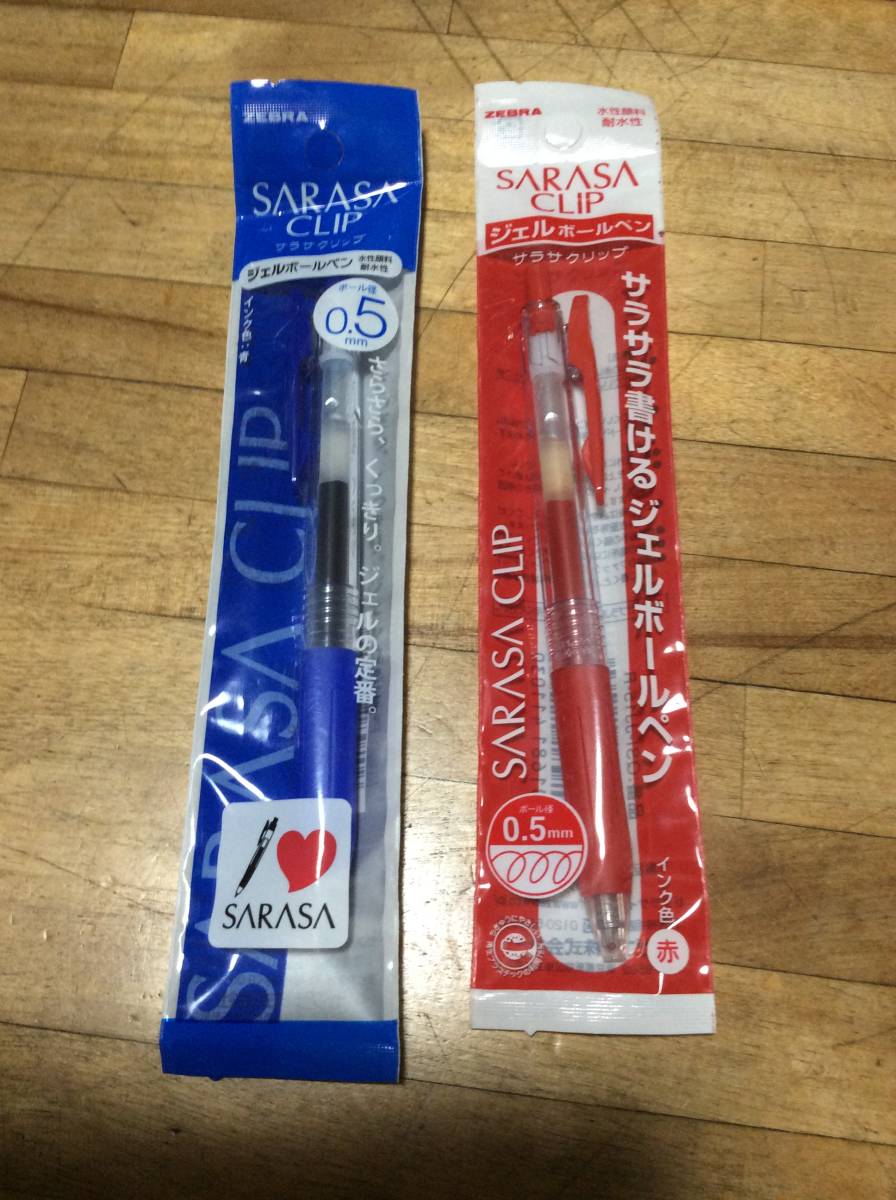 ZEBRA
SARASA
CLIP
サラサクリップ
ジェルボールペン
水性顔料
耐水性
ボール径
0.5
mm
インク色:青
さらさら、くっきり。ジェルの定番。
SARASA CLIP
SARASA
ZEBRA
水性顔料
耐水性
SARASA
CLIP
ジェルボールペン
サラサクリップ
サラサラ書けるジェルボールペン
SARASA CLIP
ボール径
0.5mm
インク色
赤